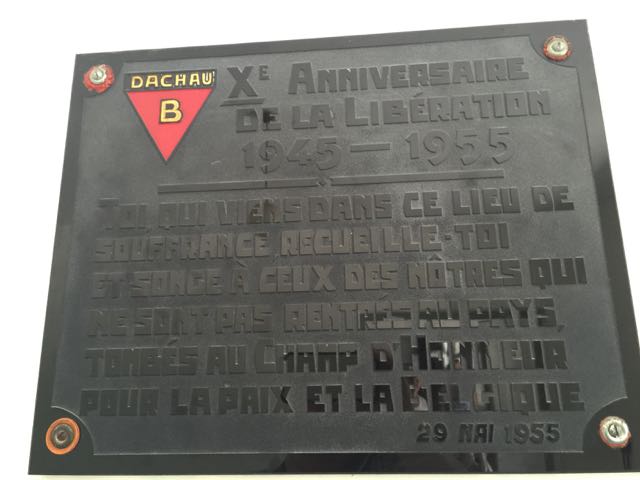 DACHAU
B
Xᴱ ANNIVERSAIRE
DE LA LIBÉRATION
1945 — 1955
TOI, QUI VIENS DANS CE LIEU DE
SOUFFRANCE RECUEILLE-TOI
ET SONGE À CEUX DES NÔTRES QUI
NE SONT PAS RENTRÉS AU PAYS,
TOMBÉS AU CHAMP D'HONNEUR
POUR LA PAIX ET LA BELGIQUE
29 MAI 1955